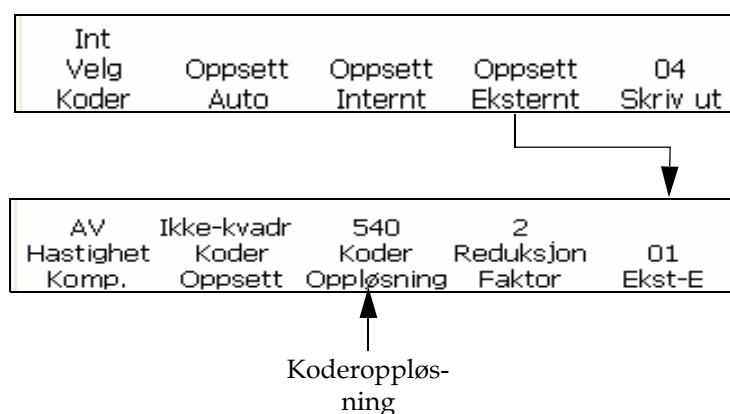 Int
Velg Oppsett Oppsett Oppsett 04
Koder Auto Internt Eksternt Skriv ut
AV Ikke-kvadr 540 2
Hastighet Koder Koder Reduksjon 01
Komp. Oppsett Oppløsning Faktor Ekst-E
Koderoppløs-
ning